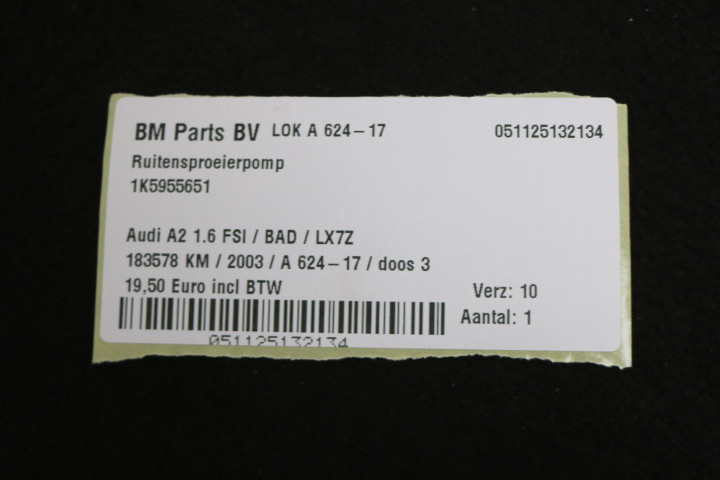 BM Parts BV LOK A 624-17 051125132134
Ruitensproeierpomp
1K5955651
Audi A2 1.6 FSI / BAD / LX7Z
183578 KM / 2003 / A 624-17 / doos 3
19,50 Euro incl BTW Verz: 10
Aantal: 1
051125132134